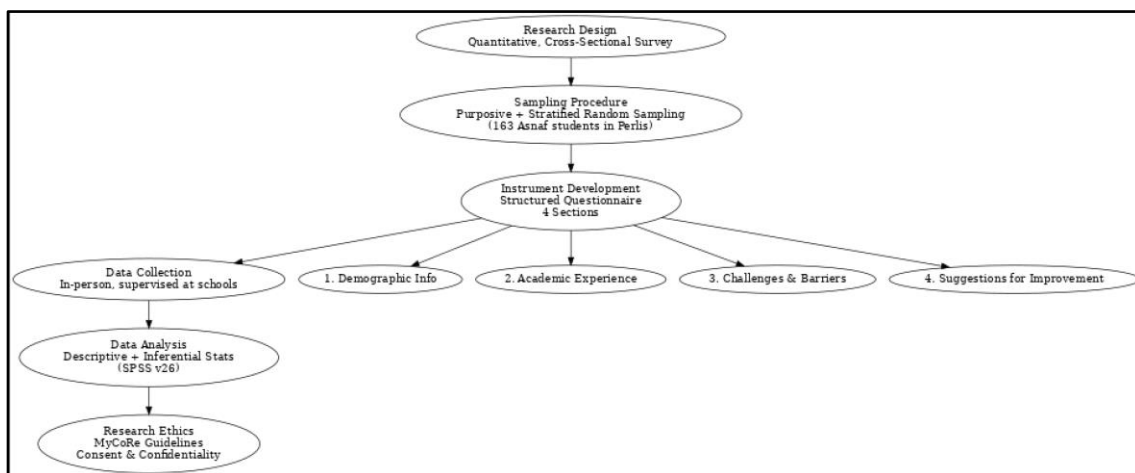 Research Design
Quantitative, Cross-Sectional Survey
Sampling Procedure
Purposive + Stratified Random Sampling
(163 Asnaf students in Perlis)
Instrument Development
Structured Questionnaire
4 Sections
Data Collection
In-person, supervised at schools
1. Demographic Info
2. Academic Experience
3. Challenges & Barriers
4. Suggestions for Improvement
Data Analysis
Descriptive + Inferential Stats
(SPSS v26)
Research Ethics
MyCoRe Guidelines
Consent & Confidentiality